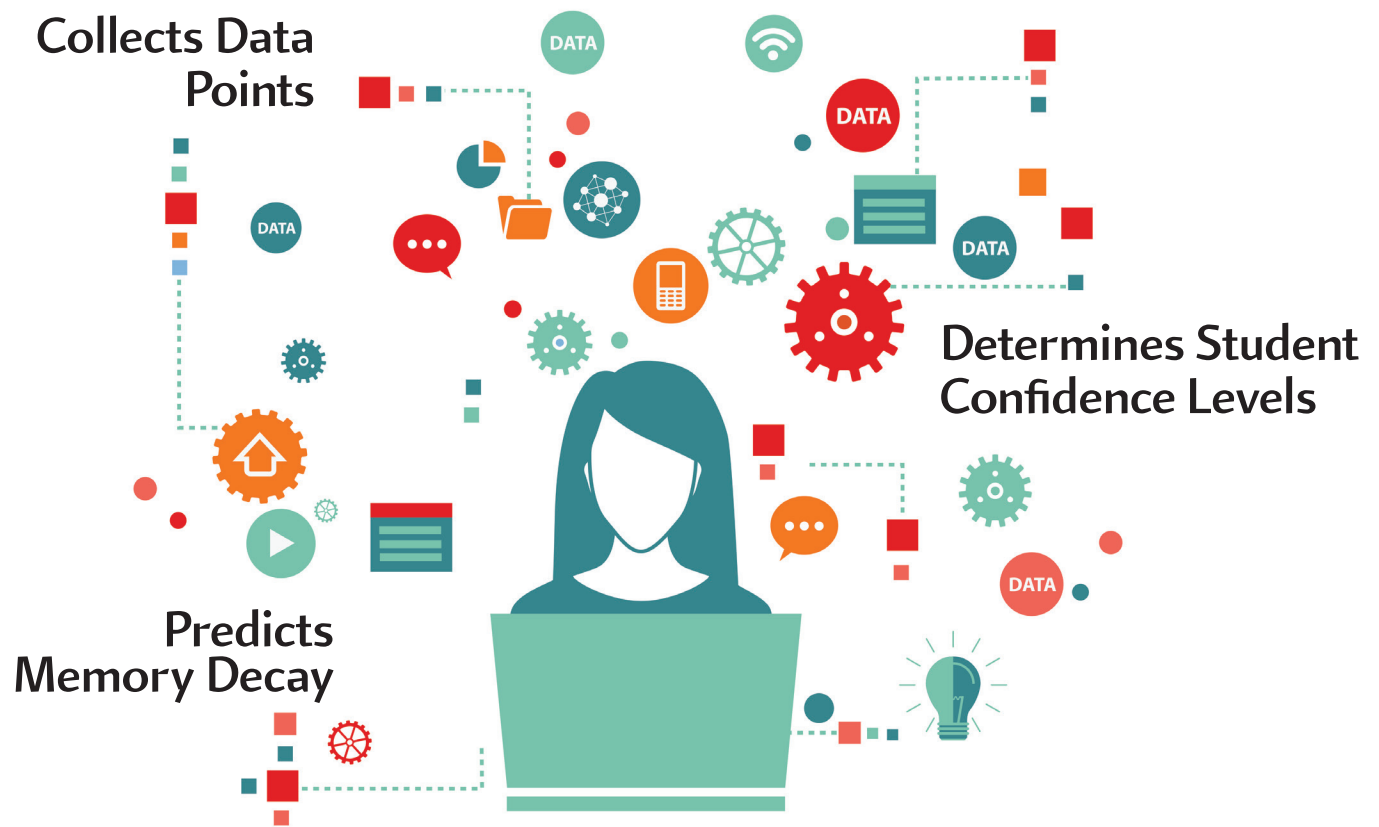 Collects Data
Points
DATA
DATA
DATA
DATA
Determines Student
Confidence Levels
DATA
Predicts
Memory Decay